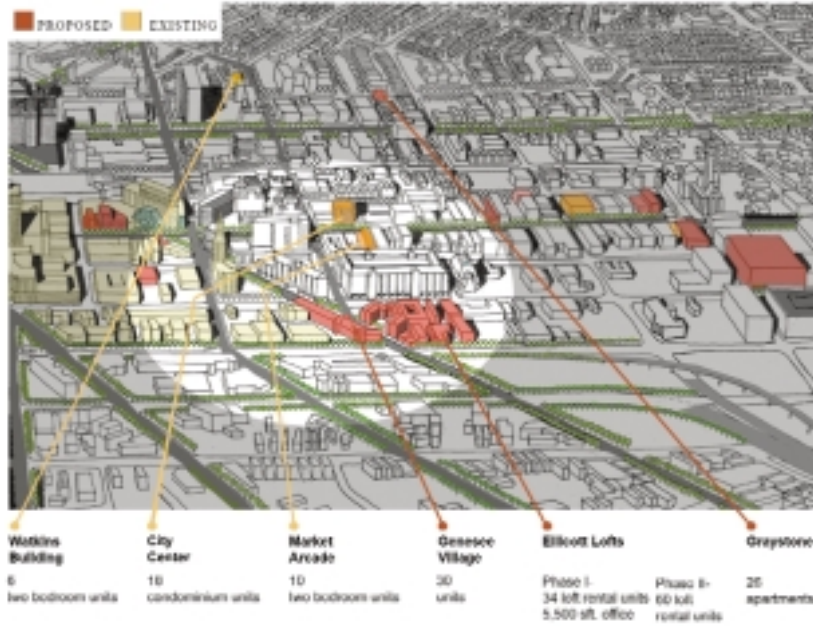 PROPOSED EXISTING
Watkins
Building
6
two bedroom units
City
Center
18
condominium units
Market
Arcade
10
two bedroom units
Genesee
Village
30
units
Ellicott Lofts
Phase I-
34 loft rental units
5,500 sft. office
Phase II-
60 loft
rental units
Graystone
26
apartments